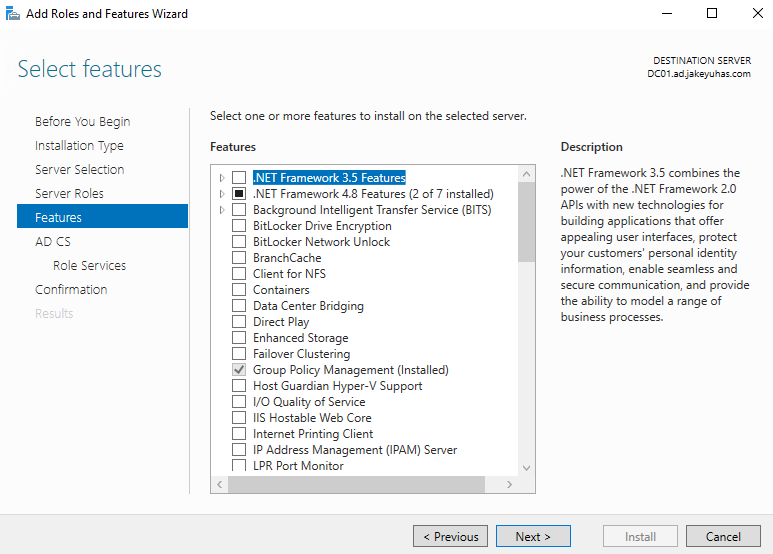 Add Roles and Features Wizard
Select features
DESTINATION SERVER
DC01.ad.jakeyuhas.com
Before You Begin
Installation Type
Server Selection
Server Roles
Features
AD CS
Role Services
Confirmation
Results
Select one or more features to install on the selected server.
Features
.NET Framework 3.5 Features
.NET Framework 4.8 Features (2 of 7 installed)
Background Intelligent Transfer Service (BITS)
BitLocker Drive Encryption
BitLocker Network Unlock
BranchCache
Client for NFS
Containers
Data Center Bridging
Direct Play
Enhanced Storage
Failover Clustering
Group Policy Management (Installed)
Host Guardian Hyper-V Support
I/O Quality of Service
IIS Hostable Web Core
Internet Printing Client
IP Address Management (IPAM) Server
LPR Port Monitor
Description
.NET Framework 3.5 combines the
power of the .NET Framework 2.0
APIs with new technologies for
building applications that offer
appealing user interfaces, protect
your customers' personal identity
information, enable seamless and
secure communication, and provide
the ability to model a range of
business processes.
< Previous
Next >
Install
Cancel